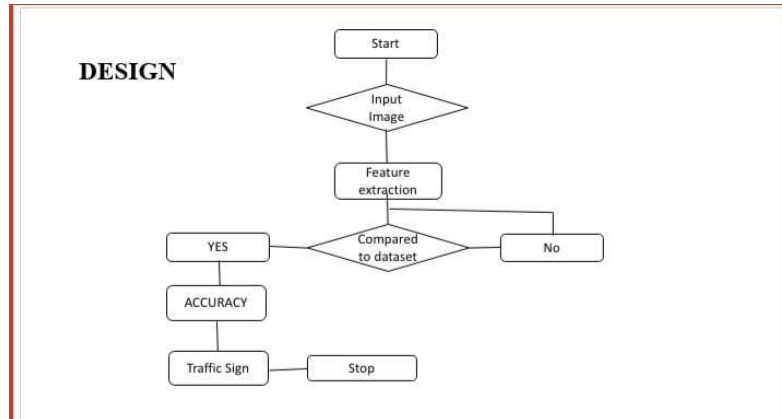 DESIGN
Start
Input
Image
Feature
extraction
Compared
to dataset
YES
No
ACCURACY
Traffic Sign
Stop